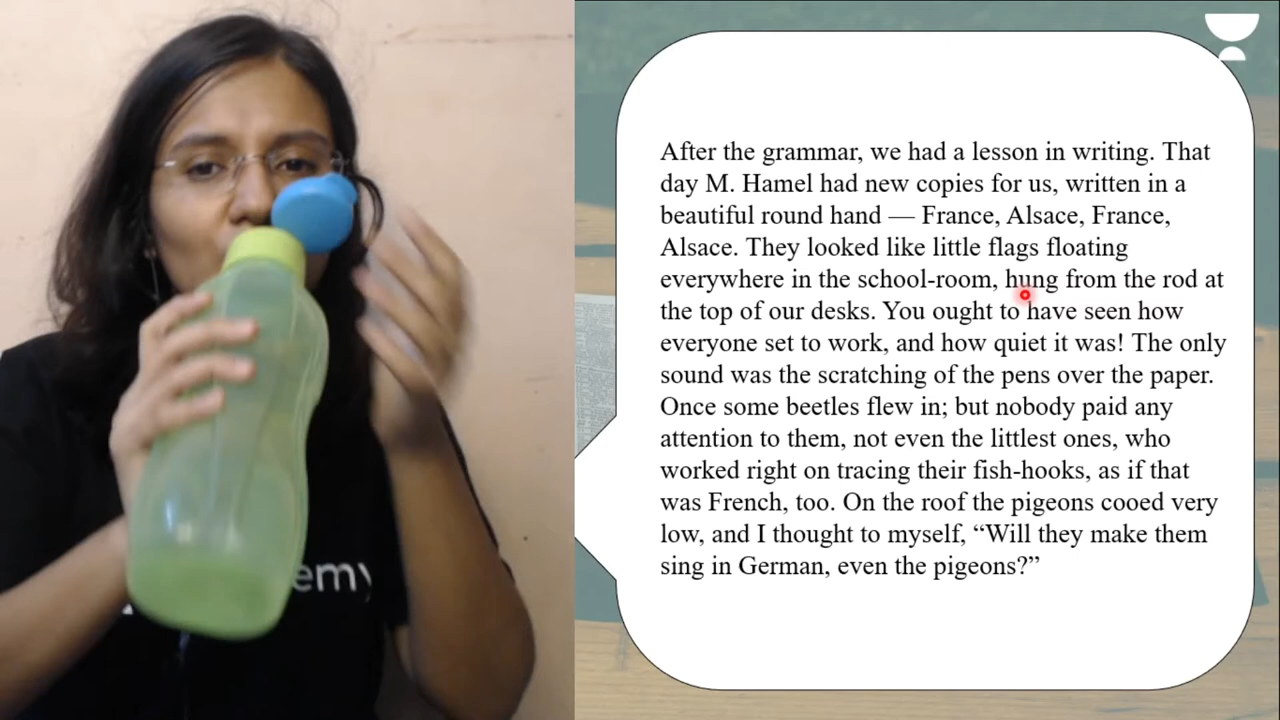 After the grammar, we had a lesson in writing. That
day M. Hamel had new copies for us, written in a
beautiful round hand — France, Alsace, France,
Alsace. They looked like little flags floating
everywhere in the school-room, hung from the rod at
the top of our desks. You ought to have seen how
everyone set to work, and how quiet it was! The only
sound was the scratching of the pens over the paper.
Once some beetles flew in; but nobody paid any
attention to them, not even the littlest ones, who
worked right on tracing their fish-hooks, as if that
was French, too. On the roof the pigeons cooed very
low, and I thought to myself, “Will they make them
sing in German, even the pigeons?”
emy